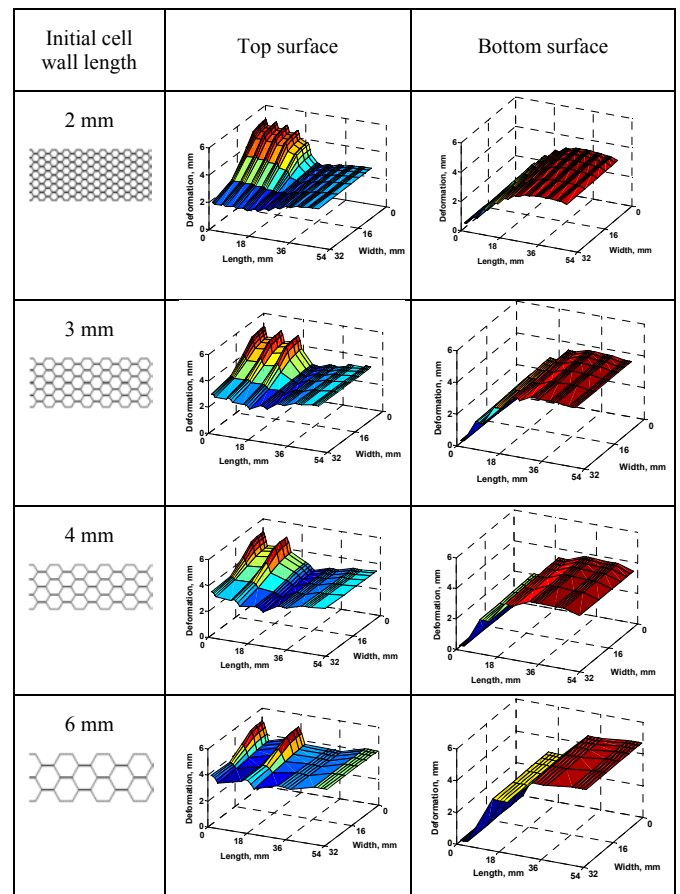 Initial cell
wall length
Top surface
Bottom surface
2 mm
Deformation, mm
6
4
2
0
0
18
36
54
Length, mm
32
16
0
Width, mm
Deformation, mm
6
4
2
0
0
18
36
54
Length, mm
32
16
0
Width, mm
3 mm
Deformation, mm
6
4
2
0
0
18
36
54
Length, mm
32
16
0
Width, mm
Deformation, mm
6
4
2
0
0
18
36
54
Length, mm
32
16
0
Width, mm
4 mm
Deformation, mm
6
4
2
0
0
18
36
54
Length, mm
32
16
0
Width, mm
Deformation, mm
6
4
2
0
0
18
36
54
Length, mm
32
16
0
Width, mm
6 mm
Deformation, mm
6
4
2
0
0
18
36
54
Length, mm
32
16
0
Width, mm
Deformation, mm
6
4
2
0
0
18
36
54
Length, mm
32
16
0
Width, mm